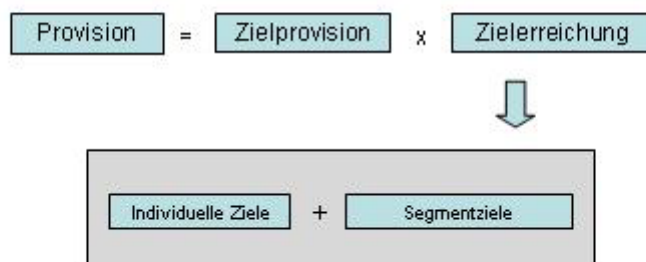 Provision = Zielprovision x Zielerreichung
Individuelle Ziele + Segmentziele